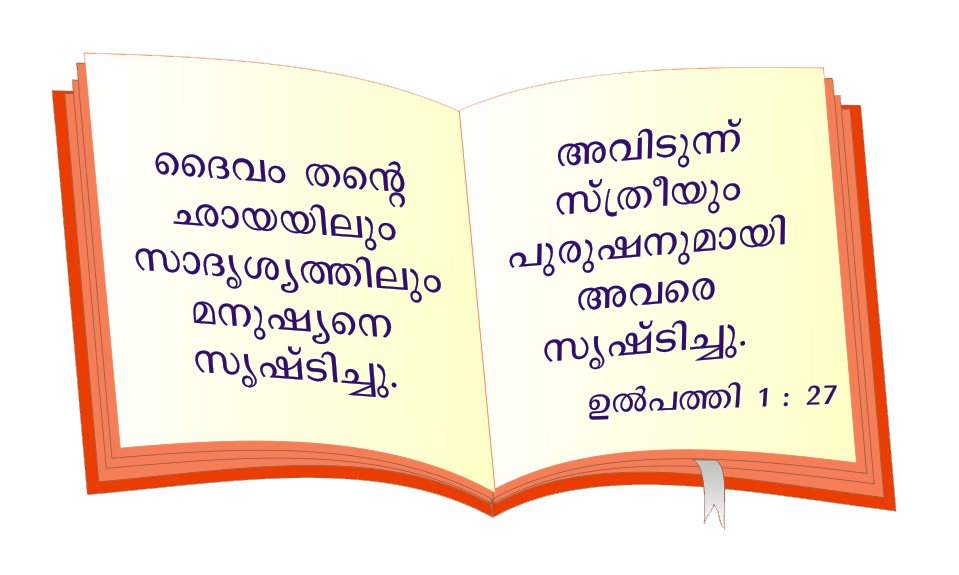 ദൈവം തന്റെ
ഛായയിലും
സാദൃശ്യത്തിലും
മനുഷ്യനെ
സൃഷ്ടിച്ചു.
അവിടുന്ന്
സ്ത്രീയും
പുരുഷനുമായി
അവരെ
സൃഷ്ടിച്ചു.
ഉൽപത്തി 1 : 27